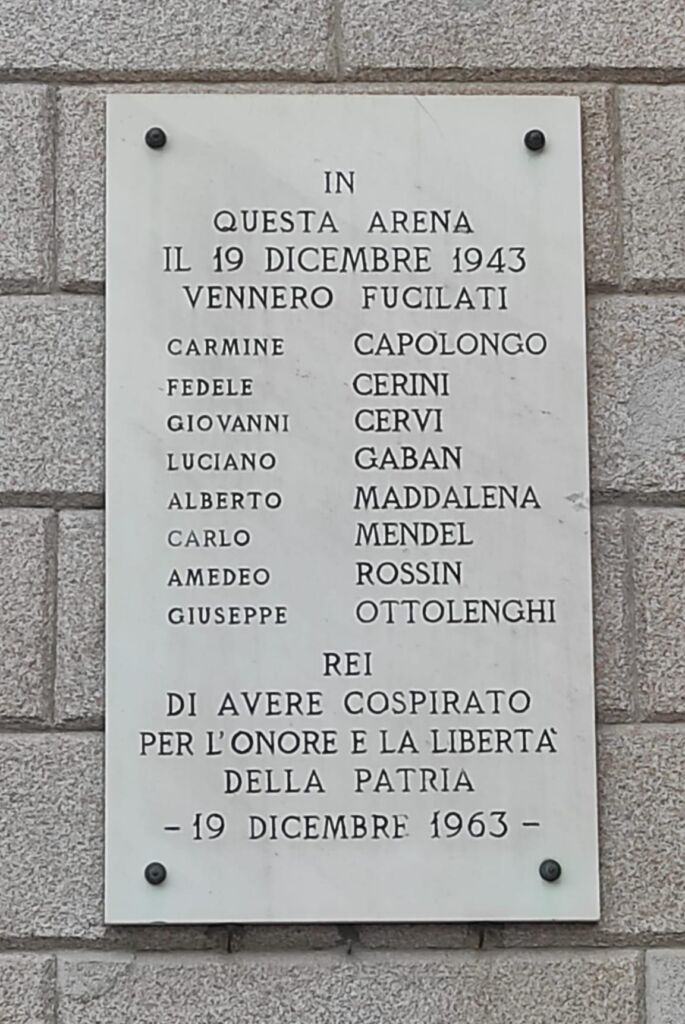 IN
QUESTA ARENA
IL 19 DICEMBRE 1943
VENNERO FUCILATI
CARMINE CAPOLONGO
FEDELE CERINI
GIOVANNI CERVI
LUCIANO GABAN
ALBERTO MADDALENA
CARLO MENDEL
AMEDEO ROSSIN
GIUSEPPE OTTOLENGHI
REI
DI AVERE COSPIRATO
PER L'ONORE E LA LIBERTÀ
DELLA PATRIA
– 19 DICEMBRE 1963 –